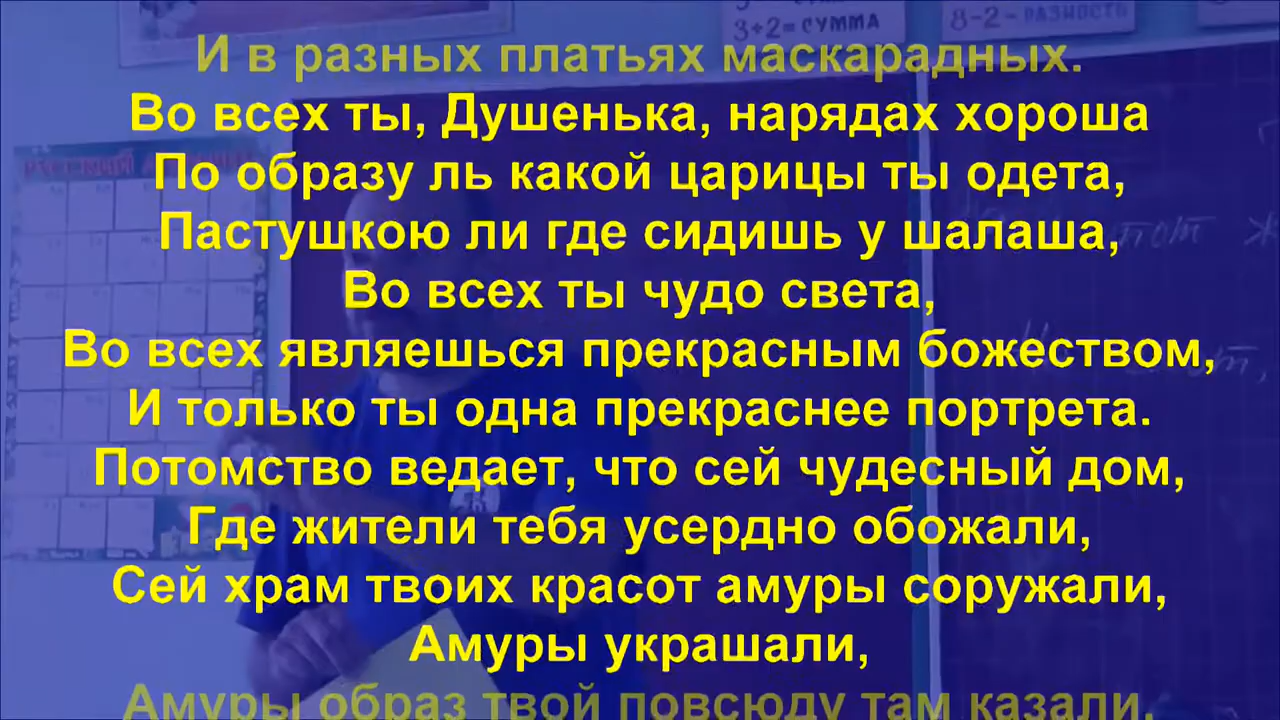 3+2= СУММА
8-2- РАЗНОСТЬ
И в разных платьях маскарадных.
Во всех ты, Душенька, нарядах хороша
По образу ль какой царицы ты одета,
Пастушкою ли где сидишь у шалаша,
Во всех ты чудо света,
Во всех являешься прекрасным божеством,
И только ты одна прекраснее портрета.
Потомство ведает, что сей чудесный дом,
Где жители тебя усердно обожали,
Сей храм твоих красот амуры соружали,
Амуры украшали,
Амуры образ твой повсюду там казали.